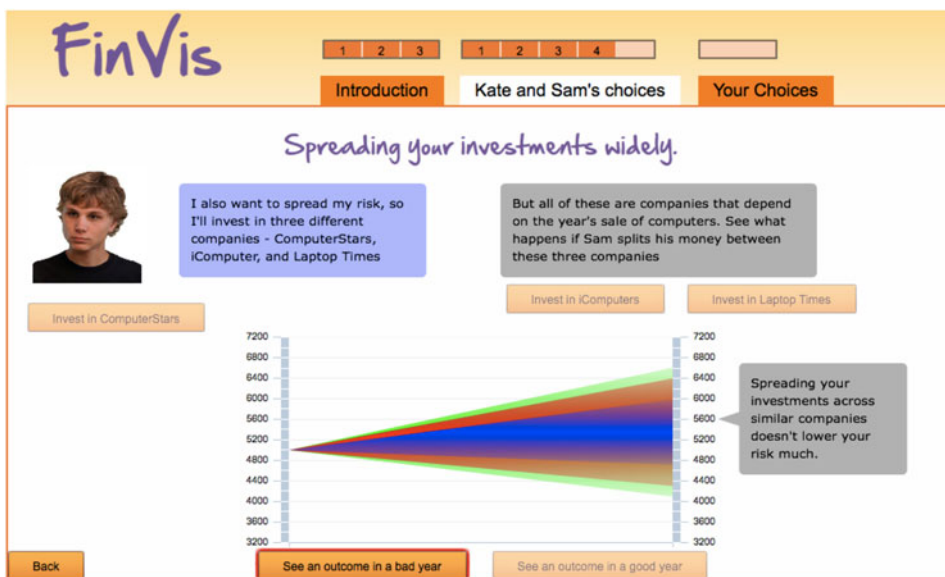 FinVis
1 2 3
1 2 3 4
Introduction
Kate and Sam's choices
Your Choices
Spreading your investments widely.
I also want to spread my risk, so
I'll invest in three different
companies - ComputerStars,
iComputer, and Laptop Times
But all of these are companies that depend
on the year's sale of computers. See what
happens if Sam splits his money between
these three companies
Invest in ComputerStars
Invest in iComputers
Invest in Laptop Times
7200
6800
6400
6000
5600
5200
4800
4400
4000
3600
3200
7200
6800
6400
6000
5600
5200
4800
4400
4000
3600
3200
Spreading your
investments across
similar companies
doesn't lower your
risk much.
Back
See an outcome in a bad year
See an outcome in a good year